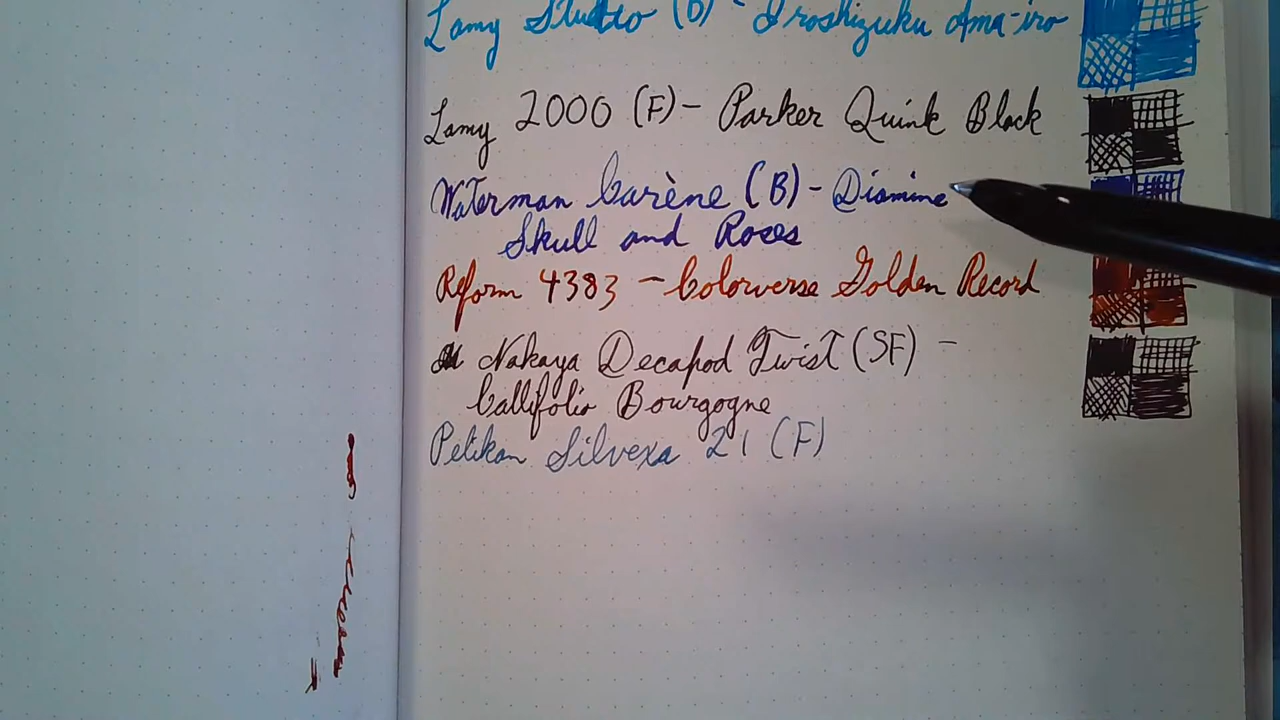 Lamy Studio (B) - Iroshizuku Ama-iro
Lamy 2000 (F) - Parker Quink Black
Waterman Carène (B) - Diamine
Skull and Roces
Reform 4383 - Colorverse Golden Record
Nakaya Decapod Twist (SF) -
Callifolio Bourgogne
Pelikan Silvexa 21 (F)